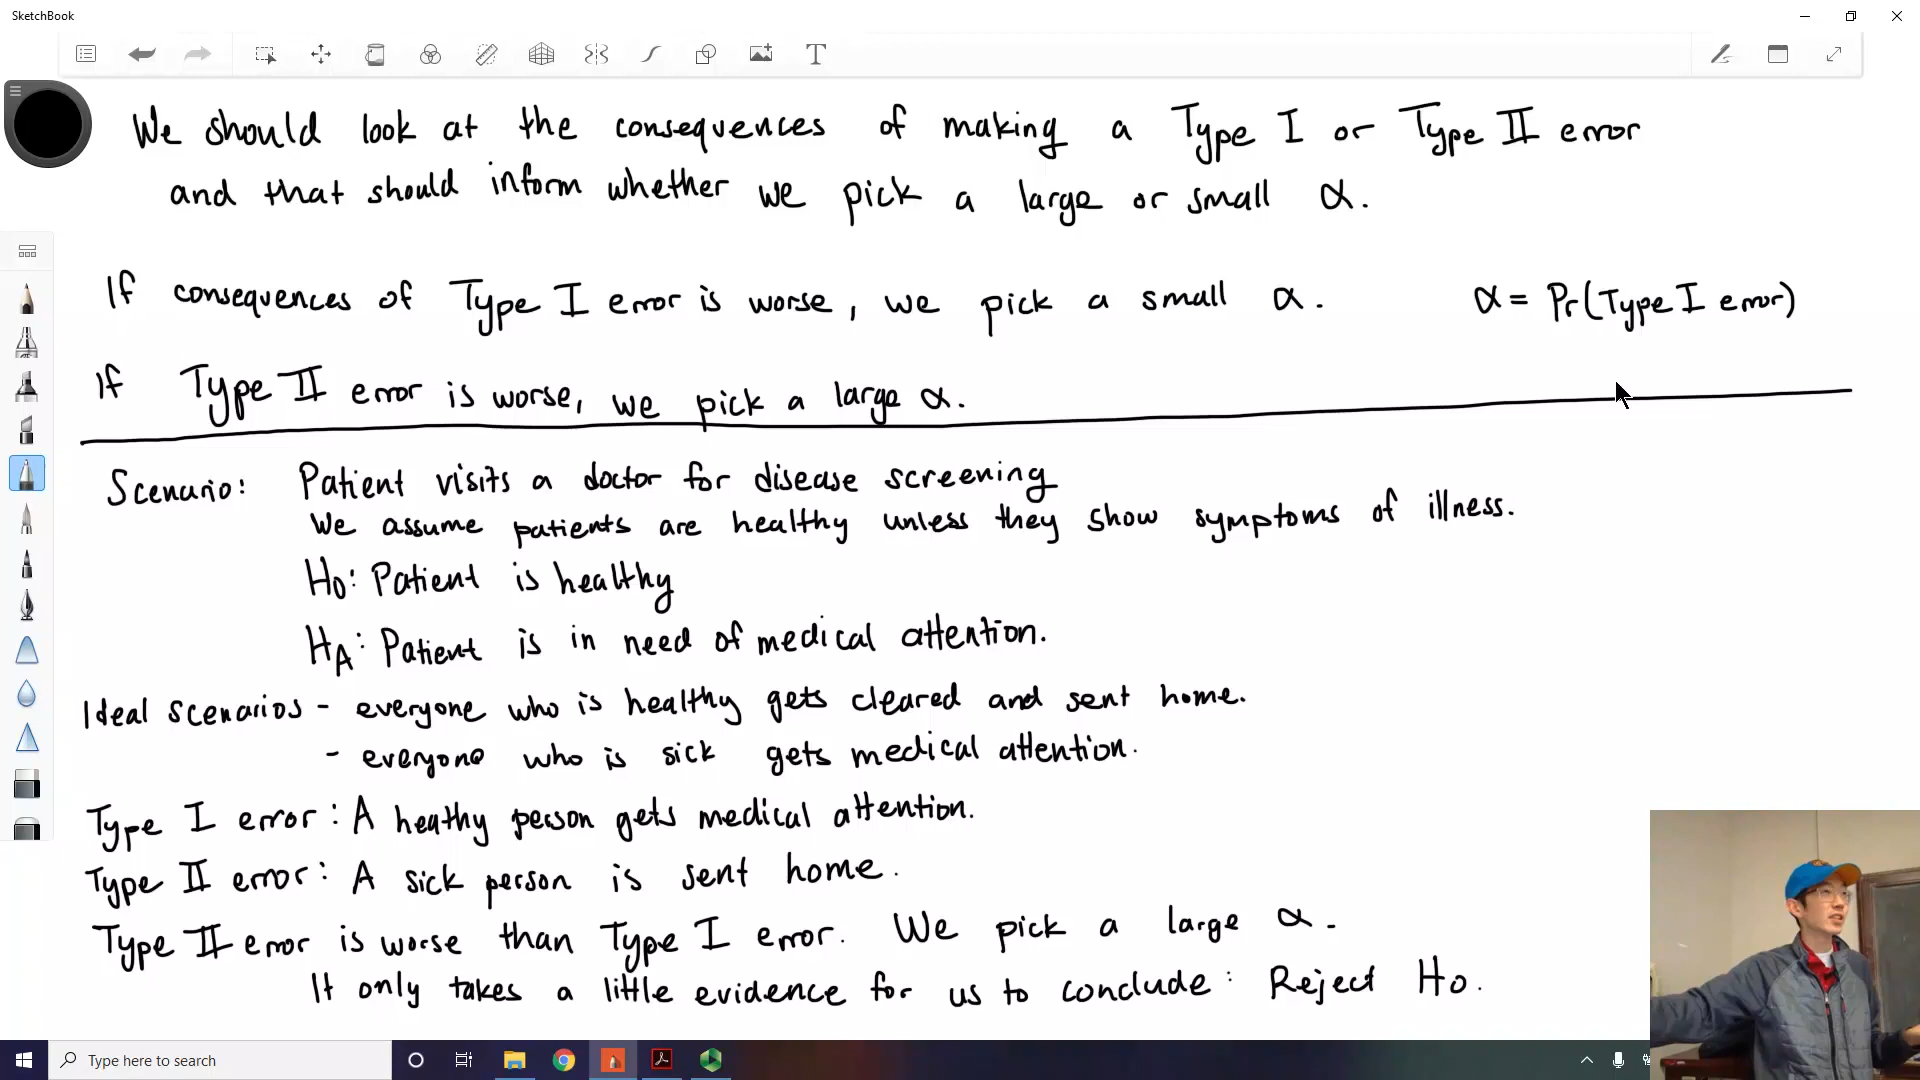 SketchBook
We should look at the consequences of making a Type I or Type II error
and that should inform whether we pick a large or small α.
If consequences of Type I error is worse, we pick a small α. α = Pr(Type I error)
If Type II error is worse, we pick a large α.
Scenario: Patient visits a doctor for disease screening
We assume patients are healthy unless they show symptoms of illness.
H0: Patient is healthy
HA: Patient is in need of medical attention.
Ideal scenarios - everyone who is healthy gets cleared and sent home.
- everyone who is sick gets medical attention.
Type I error: A heathy person gets medical attention.
Type II error: A sick person is sent home.
Type II error is worse than Type I error. We pick a large α.
It only takes a little evidence for us to conclude: Reject Ho.
Type here to search